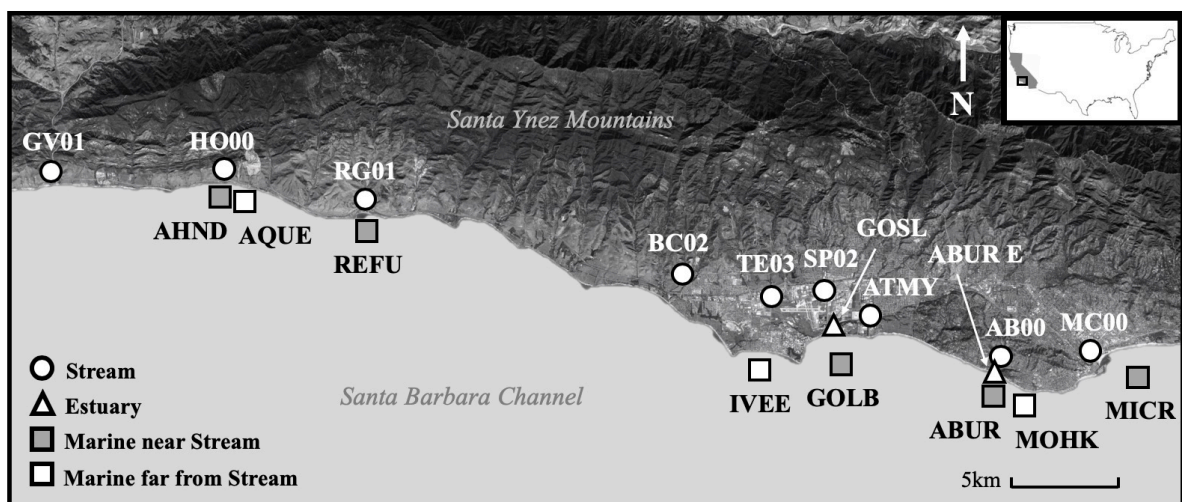 N
Santa Ynez Mountains
GV01
HO00
RG01
AHND
AQUE
REFU
BC02
TE03
SP02
GOSL
ATMY
ABUR E
AB00
MC00
IVEE
GOLB
ABUR
MOHK
MICR
Santa Barbara Channel
Stream
Estuary
Marine near Stream
Marine far from Stream
5km